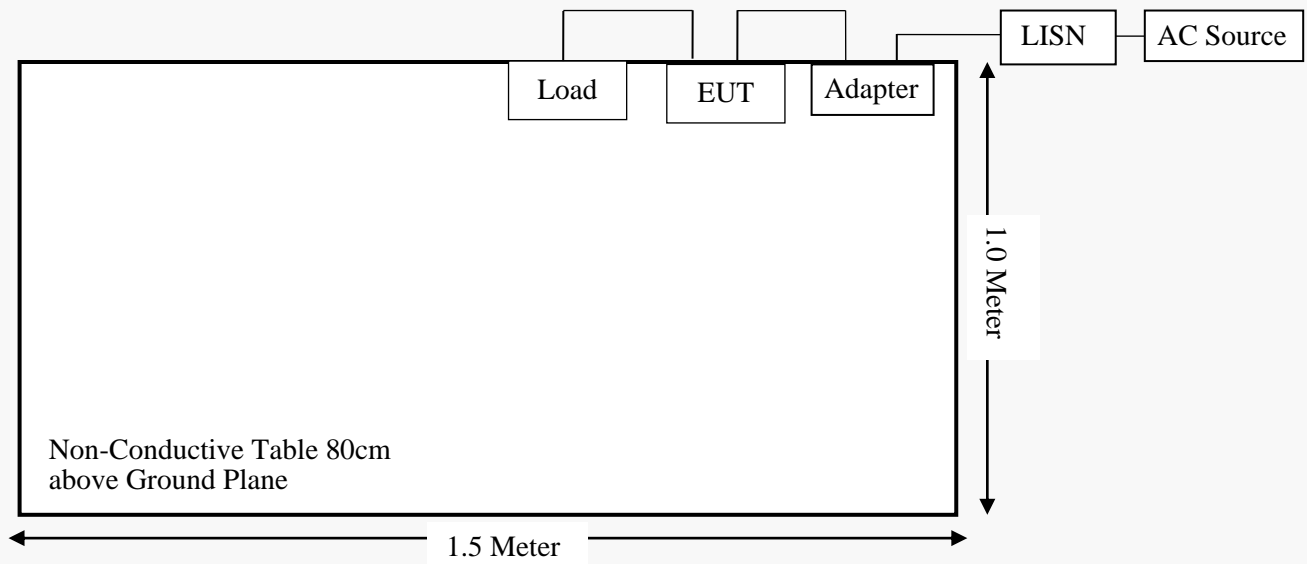 LISN
AC Source
Load
EUT
Adapter
1.0 Meter
Non-Conductive Table 80cm
above Ground Plane
1.5 Meter